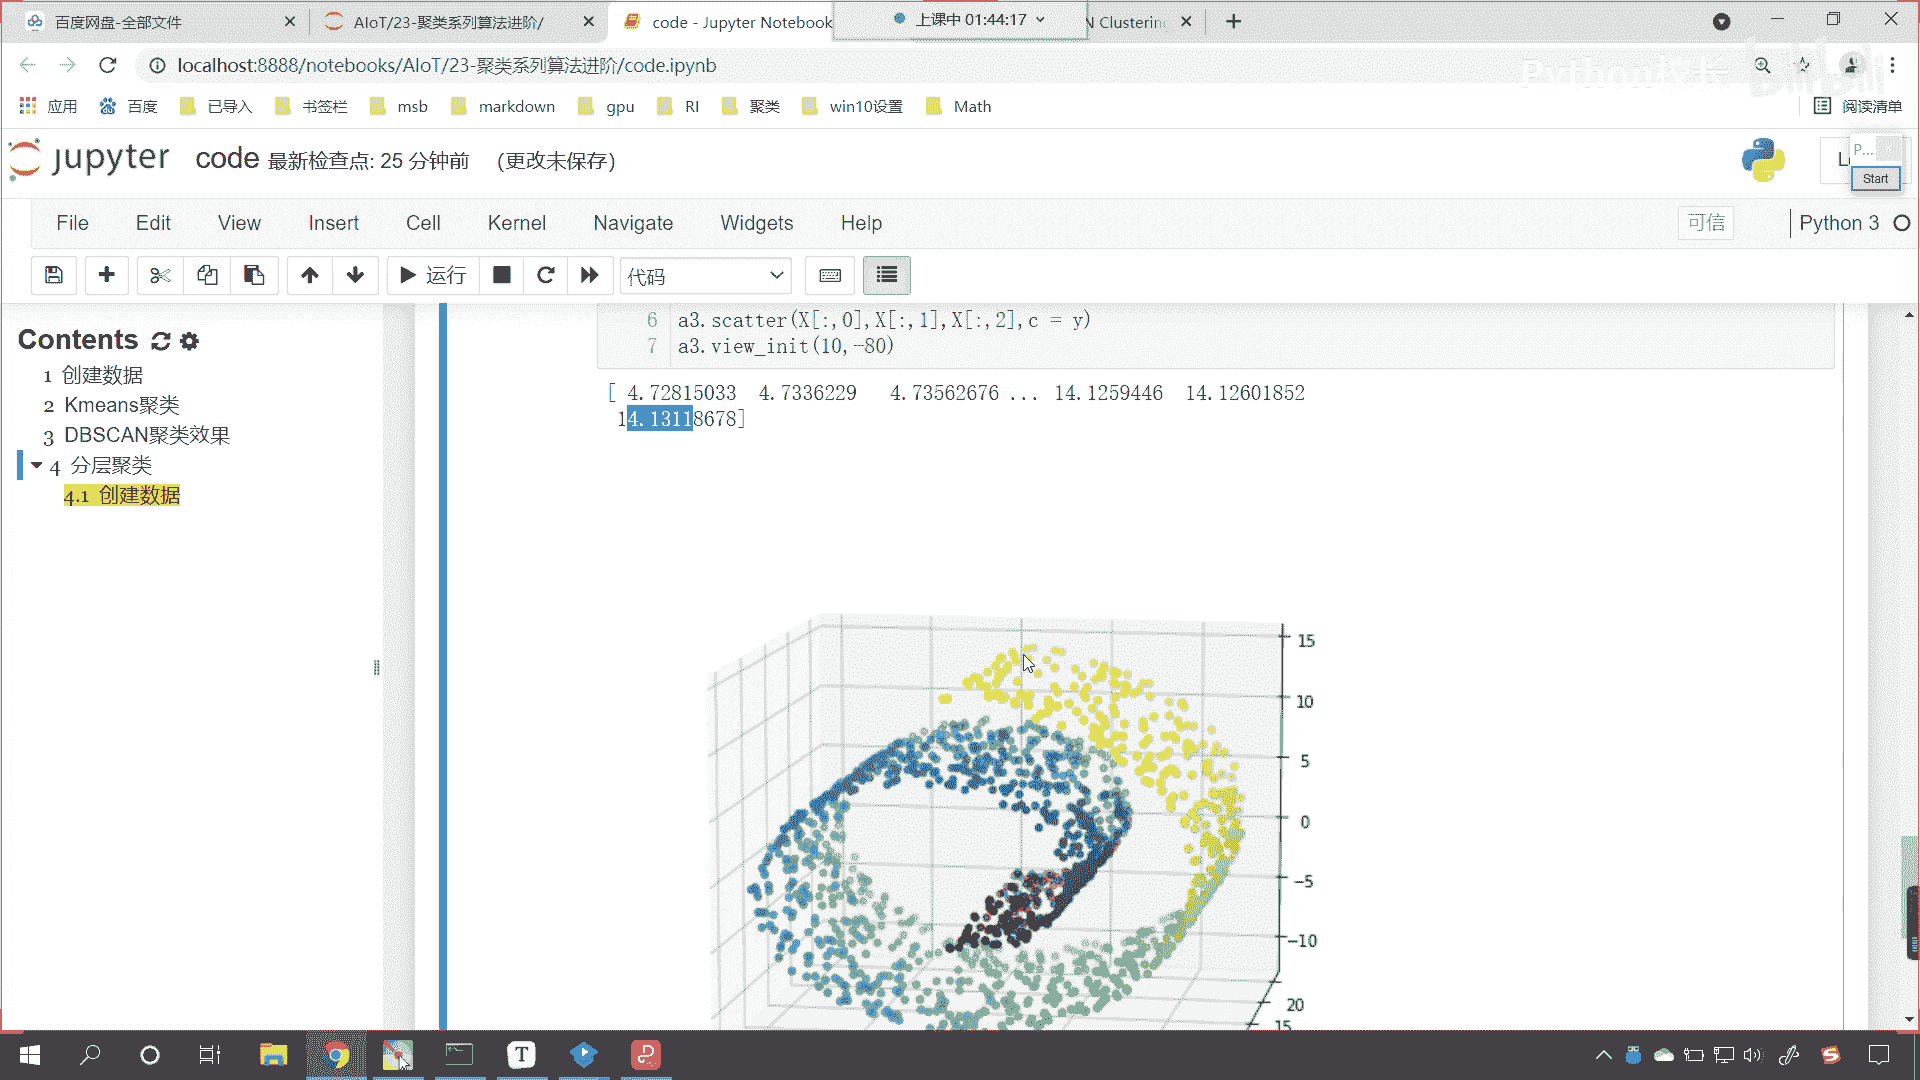 百度网盘-全部文件
AIoT/23-聚类系列算法进阶/
code - Jupyter Notebook
上课中 01:44:17
N Clustering
localhost:8888/notebooks/AIoT/23-聚类系列算法进阶/code.ipynb
Python校长
bilibili
应用
百度
已导入
书签栏
msb
markdown
gpu
RI
聚类
win10设置
Math
阅读清单
jupyter
code 最新检查点: 25 分钟前 (更改未保存)
P...
Start
File
Edit
View
Insert
Cell
Kernel
Navigate
Widgets
Help
可信
Python 3
运行
代码
Contents
1 创建数据
2 Kmeans聚类
3 DBSCAN聚类效果
4 分层聚类
4.1 创建数据
6 a3.scatter(X[:,0],X[:,1],X[:,2],c = y)
7 a3.view_init(10,-80)
[ 4.72815033 4.7336229 4.73562676 ... 14.1259446 14.12601852
14.13118678]
15
10
5
0
−5
−10
20
15